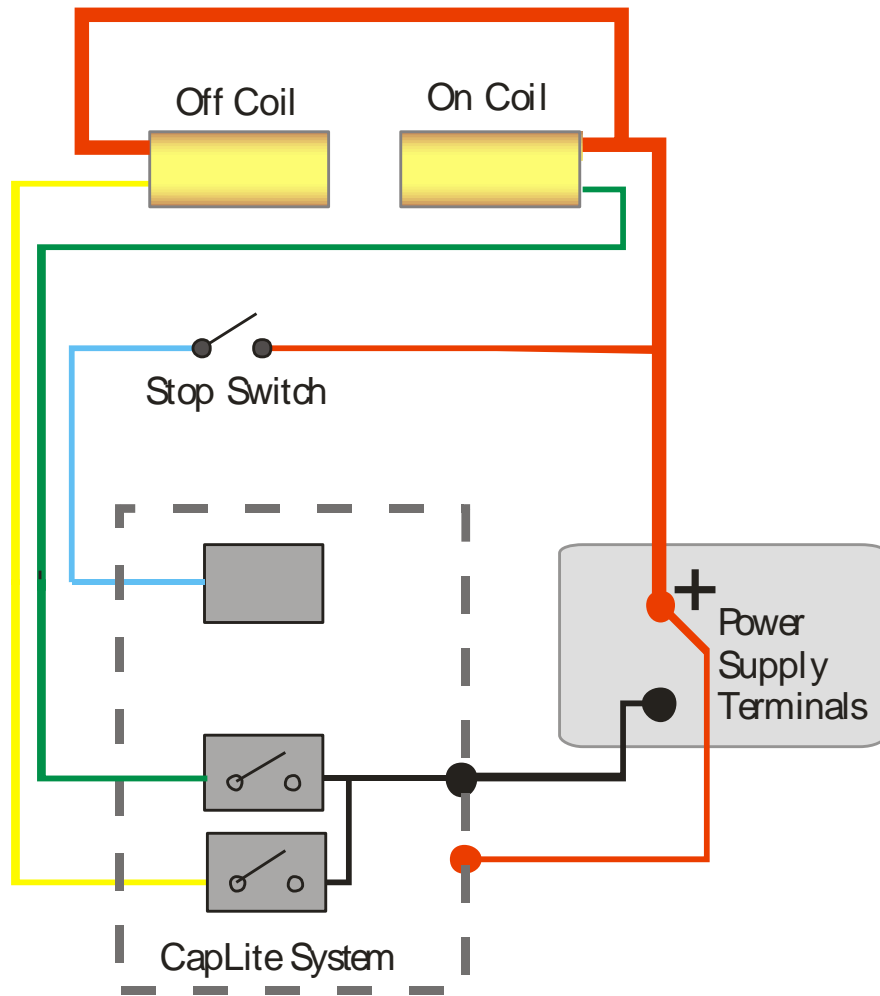 Off Coil
On Coil
Stop Switch
+
Power
Supply
Terminals
CapLite System